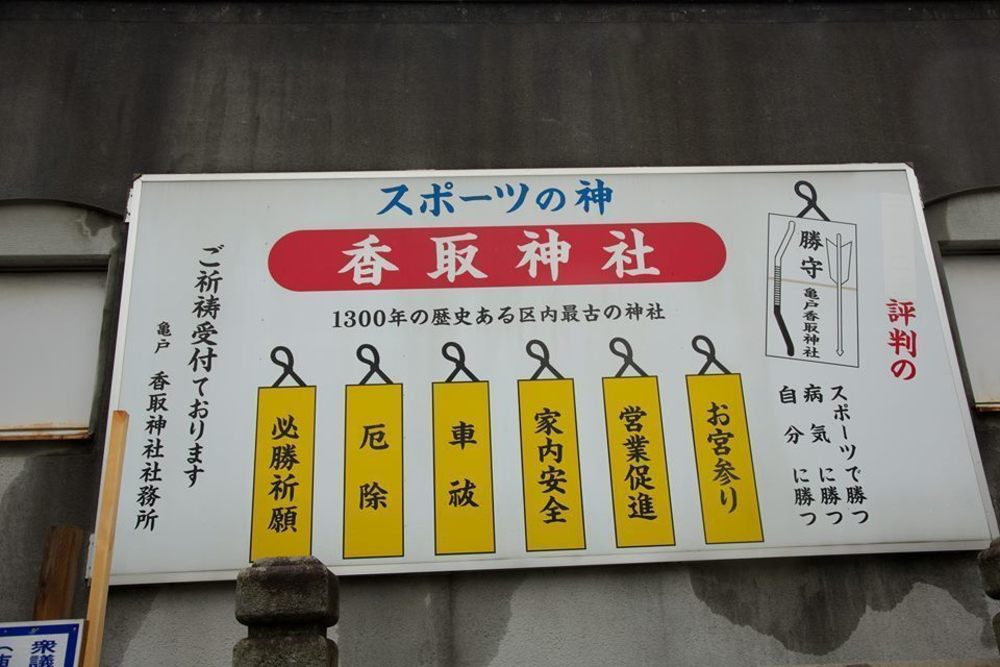 スポーツの神
香取神社
1300年の歴史ある区内最古の神社
評判の
勝守
亀戸香取神社
スポーツで勝つ
病気に勝つ
自分に勝つ
お宮参り
営業促進
家内安全
車祓
厄除
必勝祈願
ご祈祷受付ております
亀戸 香取神社社務所
衆議